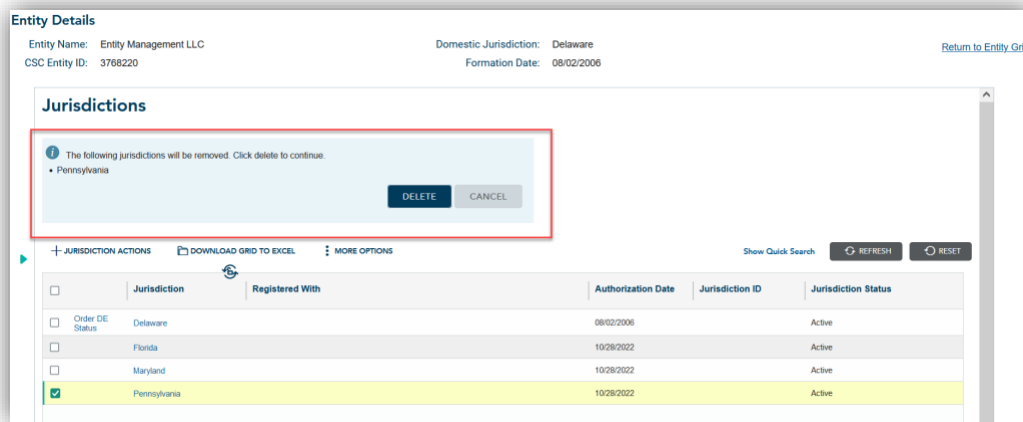 Entity Details
Entity Name: Entity Management LLC Domestic Jurisdiction: Delaware
Return to Entity Gri
CSC Entity ID: 3768220 Formation Date: 08/02/2006
Jurisdictions
The following jurisdictions will be removed. Click delete to continue.
• Pennsylvania
DELETE CANCEL
JURISDICTION ACTIONS DOWNLOAD GRID TO EXCEL MORE OPTIONS Show Quick Search REFRESH RESET
Jurisdiction Registered With Authorization Date Jurisdiction ID Jurisdiction Status
Order DE Status Delaware 08/02/2006 Active
Florida 10/28/2022 Active
Maryland 10/28/2022 Active
Pennsylvania 10/28/2022 Active